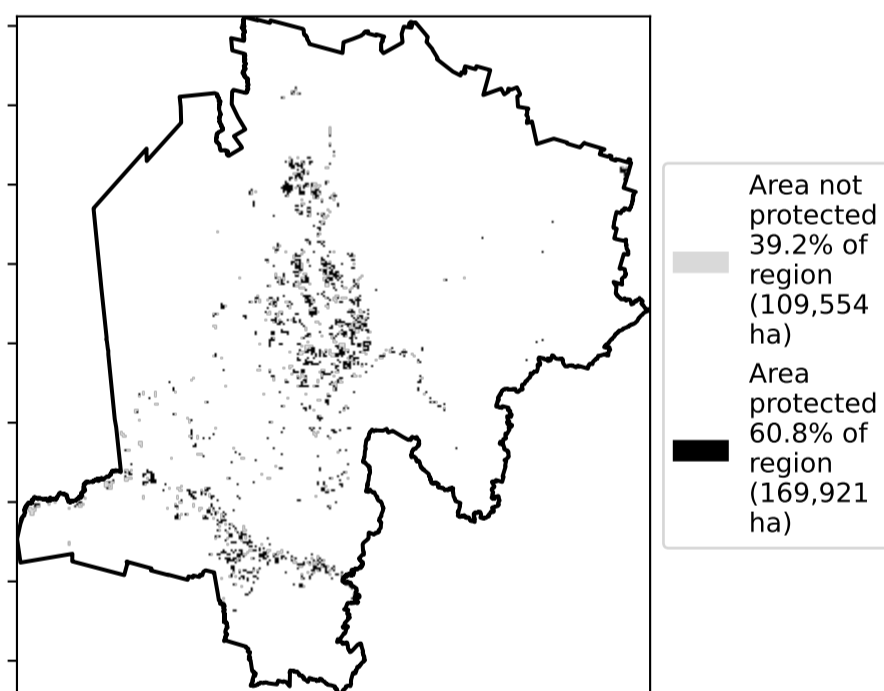 Area not
protected
39.2% of
region
(109,554
ha)
Area
protected
60.8% of
region
(169,921
ha)